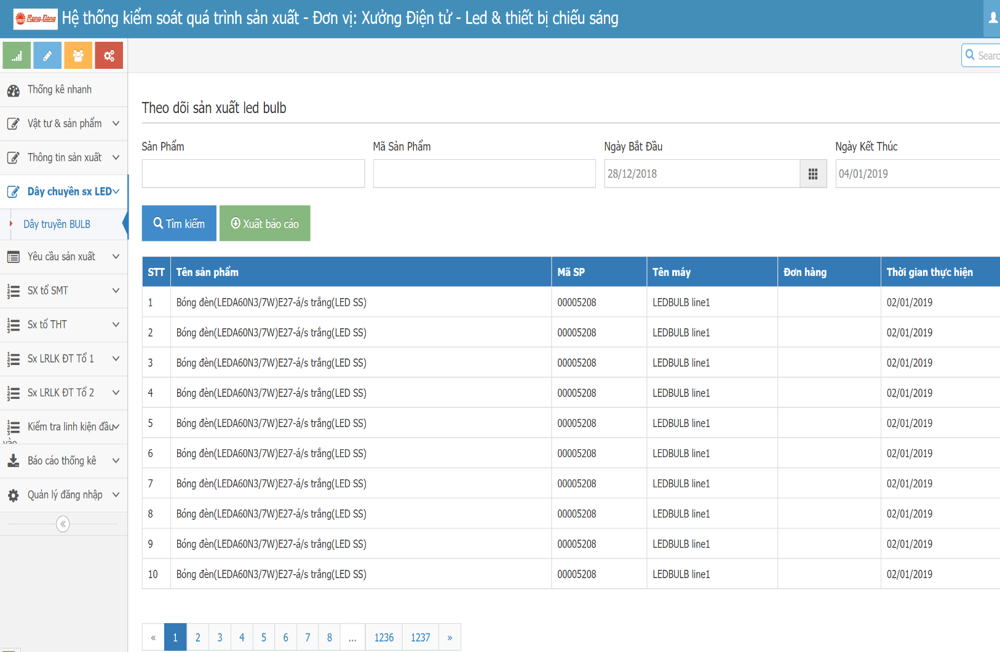 Rạng Đông Hệ thống kiểm soát quá trình sản xuất - Đơn vị: Xưởng Điện tử - Led & thiết bị chiếu sáng
Thống kê nhanh
Vật tư & sản phẩm
Thông tin sản xuất
Dây chuyền sx LED
Dây truyền BULB
Yêu cầu sản xuất
SX tổ SMT
Sx tổ THT
Sx LRLK ĐT Tổ 1
Sx LRLK ĐT Tổ 2
Kiểm tra linh kiện đầu
vào
Báo cáo thống kê
Quản lý đăng nhập
Theo dõi sản xuất led bulb
Sản Phẩm Mã Sản Phẩm Ngày Bắt Đầu Ngày Kết Thúc
28/12/2018 04/01/2019
Tìm kiếm Xuất báo cáo
STT Tên sản phẩm Mã SP Tên máy Đơn hàng Thời gian thực hiện
1 Bóng đèn(LEDA60N3/7W)E27-á/s trắng(LED SS) 00005208 LEDBULB line1 02/01/2019
2 Bóng đèn(LEDA60N3/7W)E27-á/s trắng(LED SS) 00005208 LEDBULB line1 02/01/2019
3 Bóng đèn(LEDA60N3/7W)E27-á/s trắng(LED SS) 00005208 LEDBULB line1 02/01/2019
4 Bóng đèn(LEDA60N3/7W)E27-á/s trắng(LED SS) 00005208 LEDBULB line1 02/01/2019
5 Bóng đèn(LEDA60N3/7W)E27-á/s trắng(LED SS) 00005208 LEDBULB line1 02/01/2019
6 Bóng đèn(LEDA60N3/7W)E27-á/s trắng(LED SS) 00005208 LEDBULB line1 02/01/2019
7 Bóng đèn(LEDA60N3/7W)E27-á/s trắng(LED SS) 00005208 LEDBULB line1 02/01/2019
8 Bóng đèn(LEDA60N3/7W)E27-á/s trắng(LED SS) 00005208 LEDBULB line1 02/01/2019
9 Bóng đèn(LEDA60N3/7W)E27-á/s trắng(LED SS) 00005208 LEDBULB line1 02/01/2019
10 Bóng đèn(LEDA60N3/7W)E27-á/s trắng(LED SS) 00005208 LEDBULB line1 02/01/2019
« 1 2 3 4 5 6 7 8 ... 1236 1237 »